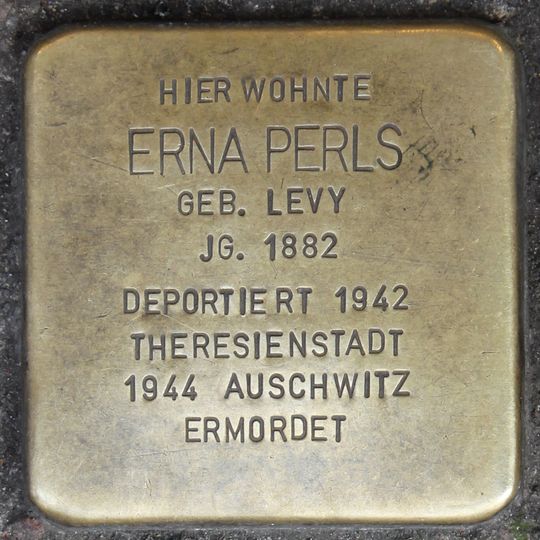 HIER WOHNTE
ERNA PERLS
GEB. LEVY
JG. 1882
DEPORTIERT 1942
THERESIENSTADT
1944 AUSCHWITZ
ERMORDET